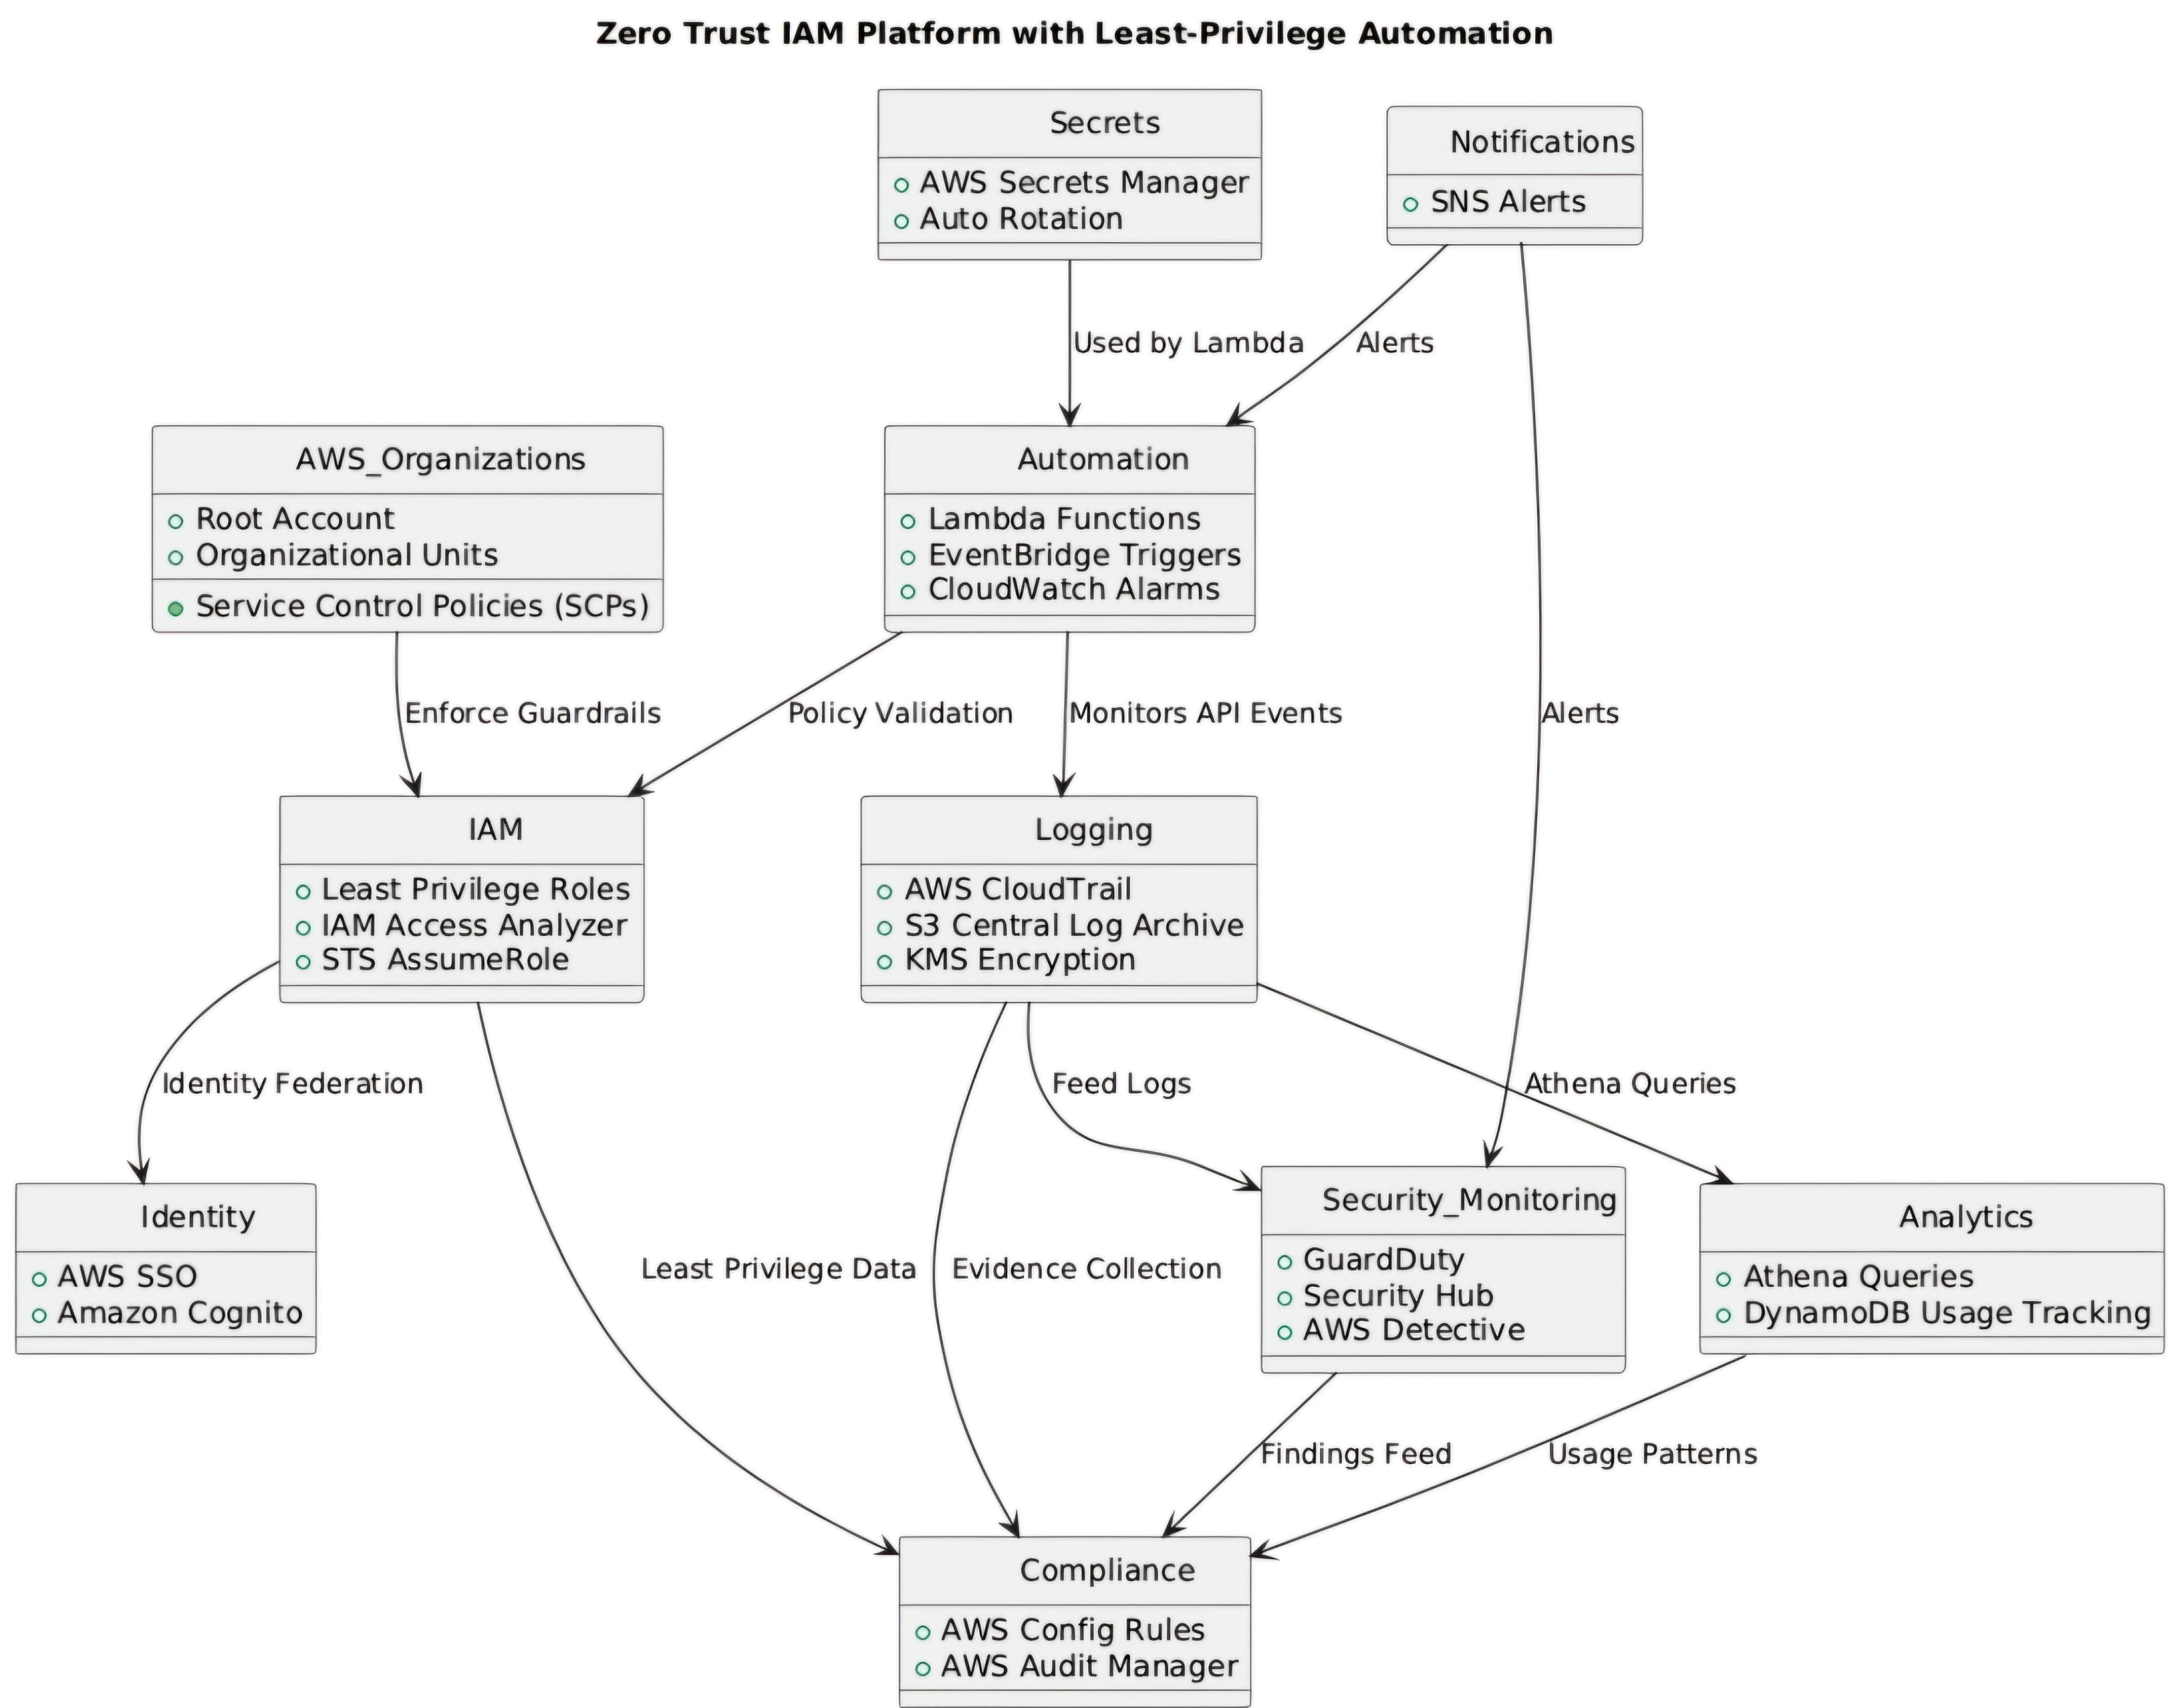 Zero Trust IAM Platform with Least-Privilege Automation
Secrets
AWS Secrets Manager
Auto Rotation
Notifications
SNS Alerts
Used by Lambda
Alerts
AWS_Organizations
Root Account
Organizational Units
Service Control Policies (SCPs)
Automation
Lambda Functions
EventBridge Triggers
CloudWatch Alarms
Enforce Guardrails
Policy Validation
Monitors API Events
Alerts
IAM
Least Privilege Roles
IAM Access Analyzer
STS AssumeRole
Logging
AWS CloudTrail
S3 Central Log Archive
KMS Encryption
Identity Federation
Feed Logs
Athena Queries
Identity
AWS SSO
Amazon Cognito
Least Privilege Data
Evidence Collection
Security_Monitoring
GuardDuty
Security Hub
AWS Detective
Analytics
Athena Queries
DynamoDB Usage Tracking
Findings Feed
Usage Patterns
Compliance
AWS Config Rules
AWS Audit Manager